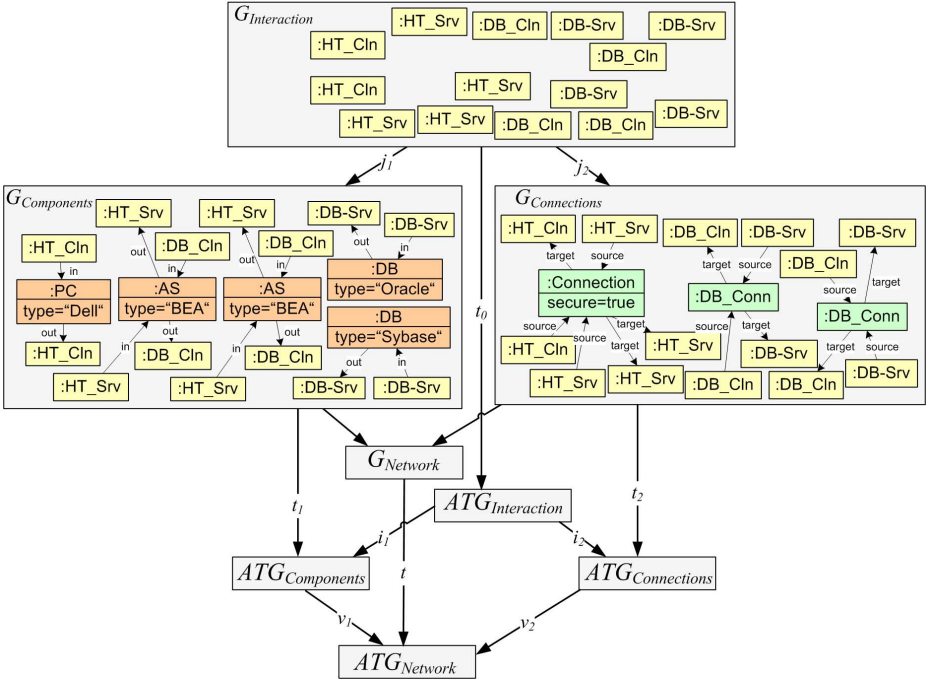 G_Interaction
:HT_Srv
:DB_Cln
:DB-Srv
:DB-Srv
:HT_Cln
:DB_Cln
:HT_Cln
:HT_Srv
:DB-Srv
:HT_Srv
:HT_Srv
:DB_Cln
:DB_Cln
:DB-Srv
j1
j2
G_Components
:HT_Srv
:HT_Srv
:DB-Srv
:DB-Srv
:HT_Cln
:DB_Cln
:DB_Cln
out
in
out
in
out
in
in
:PC
type=“Dell“
:AS
type=“BEA“
:AS
type=“BEA“
:DB
type=“Oracle“
:DB
type=“Sybase“
out
in
out
in
out
out
in
:HT_Cln
:DB_Cln
:DB_Cln
:HT_Srv
:HT_Srv
:DB-Srv
:DB-Srv
t0
G_Connections
:HT_Cln
:HT_Srv
:DB_Cln
:DB-Srv
:DB-Srv
:DB_Cln
target
source
target
source
source
target
:Connection
secure=true
:DB_Conn
:DB_Conn
source
source
target
source
target
target
source
:HT_Cln
:HT_Srv
:HT_Srv
:HT_Srv
:DB_Cln
:DB-Srv
:DB_Cln
:DB-Srv
G_Network
t1
ATG_Interaction
t2
i1
i2
t
ATG_Components
ATG_Connections
v1
v2
ATG_Network